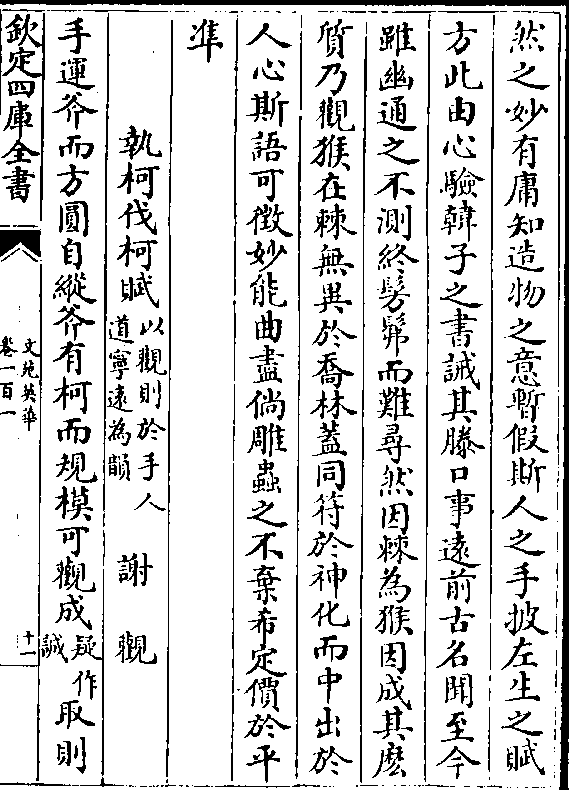 然之妙有庸知造物之意暫假斯人之手披左生之賦
方此由心驗韓子之書誠其滕口事遠前古名聞至今
雖幽通之不測終髣髴而難尋然因棘為猴因成其麽
質乃觀猴在棘無異於喬林蓋同符於神化而中出於
人心斯語可徴妙能曲盡倘雕蟲之不棄希定價於平
準
執柯伐柯賦 以觀則於手人道寧遠為韻 謝觀
手運斧而方圓自縱斧有柯而規模可觀成疑作誠取則
欽定四庫全書
文苑英華
卷一百一
十一